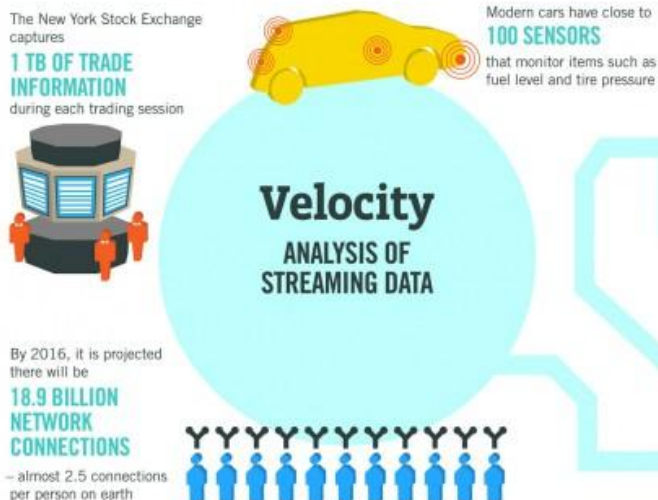 The New York Stock Exchange
captures
1 TB OF TRADE
INFORMATION
during each trading session
Modern cars have close to
100 SENSORS
that monitor items such as
fuel level and tire pressure
Velocity
ANALYSIS OF
STREAMING DATA
By 2016, it is projected
there will be
18.9 BILLION
NETWORK
CONNECTIONS
– almost 2.5 connections
per person on earth